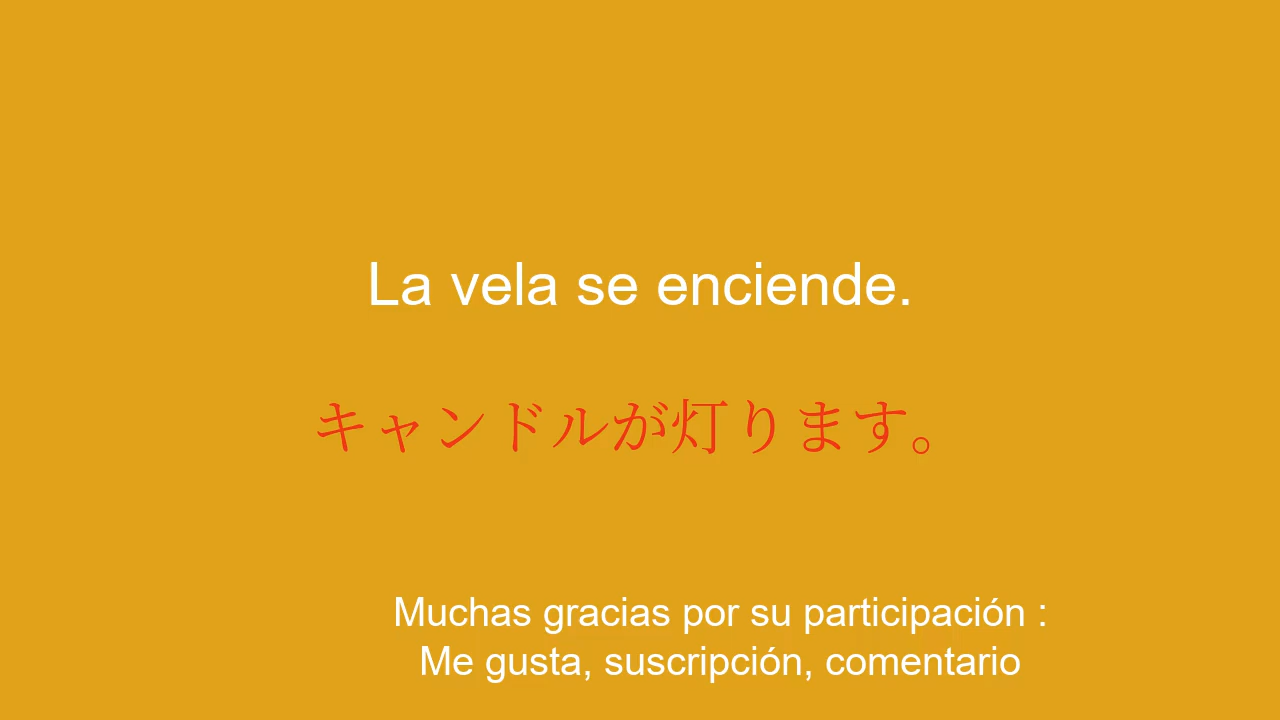 La vela se enciende.
キャンドルが灯ります。
Muchas gracias por su participación :
Me gusta, suscripción, comentario